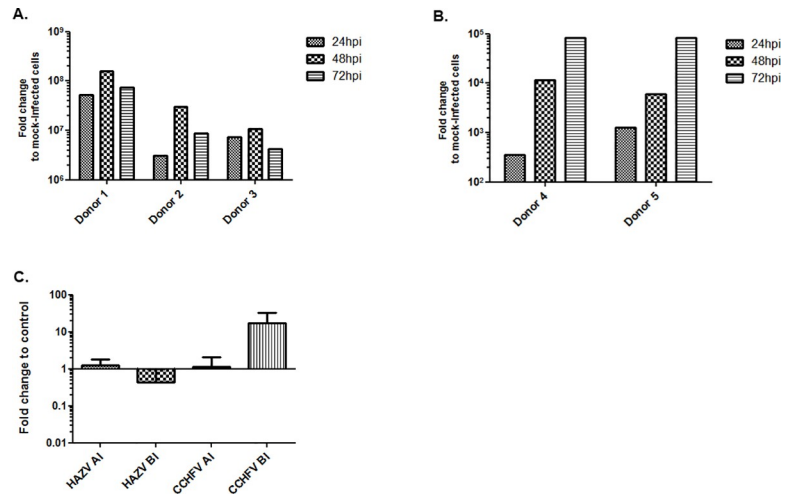 A.
Fold change
to mock-infected cells
10⁹
10⁸
10⁷
10⁶
Donor 1
Donor 2
Donor 3
24hpi
48hpi
72hpi
B.
Fold change
to mock-infected cells
10⁵
10⁴
10³
10²
Donor 4
Donor 5
24hpi
48hpi
72hpi
C.
Fold change to control
100
10
1
0.1
0.01
HAZV AI
HAZV BI
CCHFV AI
CCHFV BI